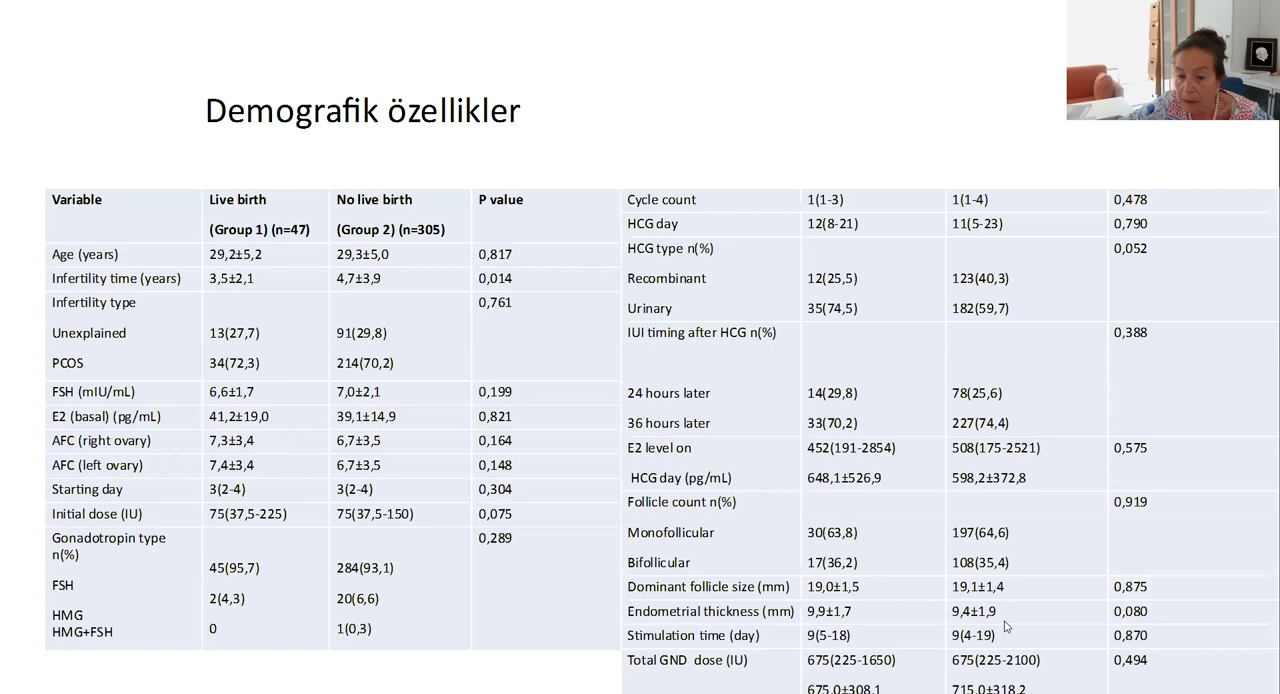 Demografik özellikler
Variable Live birth No live birth P value
(Group 1) (n=47) (Group 2) (n=305)
Age (years) 29,2±5,2 29,3±5,0 0,817
Infertility time (years) 3,5±2,1 4,7±3,9 0,014
Infertility type 0,761
Unexplained 13(27,7) 91(29,8)
PCOS 34(72,3) 214(70,2)
FSH (mIU/mL) 6,6±1,7 7,0±2,1 0,199
E2 (basal) (pg/mL) 41,2±19,0 39,1±14,9 0,821
AFC (right ovary) 7,3±3,4 6,7±3,5 0,164
AFC (left ovary) 7,4±3,4 6,7±3,5 0,148
Starting day 3(2-4) 3(2-4) 0,304
Initial dose (IU) 75(37,5-225) 75(37,5-150) 0,075
Gonadotropin type 0,289
n(%)
45(95,7) 284(93,1)
FSH
2(4,3) 20(6,6)
HMG
HMG+FSH 0 1(0,3)
Cycle count 1(1-3) 1(1-4) 0,478
HCG day 12(8-21) 11(5-23) 0,790
HCG type n(%) 0,052
Recombinant 12(25,5) 123(40,3)
Urinary 35(74,5) 182(59,7)
IUI timing after HCG n(%) 0,388
24 hours later 14(29,8) 78(25,6)
36 hours later 33(70,2) 227(74,4)
E2 level on 452(191-2854) 508(175-2521) 0,575
HCG day (pg/mL) 648,1±526,9 598,2±372,8
Follicle count n(%) 0,919
Monofollicular 30(63,8) 197(64,6)
Bifollicular 17(36,2) 108(35,4)
Dominant follicle size (mm) 19,0±1,5 19,1±1,4 0,875
Endometrial thickness (mm) 9,9±1,7 9,4±1,9 0,080
Stimulation time (day) 9(5-18) 9(4-19) 0,870
Total GND dose (IU) 675(225-1650) 675(225-2100) 0,494
675,0±308,1 715,0±318,2